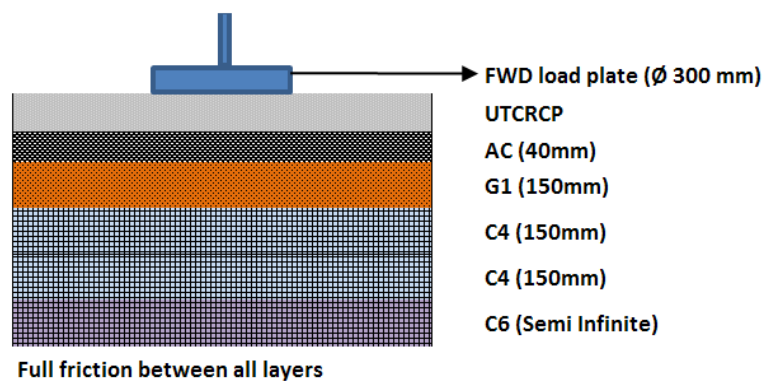 FWD load plate (Ø 300 mm)
UTCRCP
AC (40mm)
G1 (150mm)
C4 (150mm)
C4 (150mm)
C6 (Semi Infinite)
Full friction between all layers